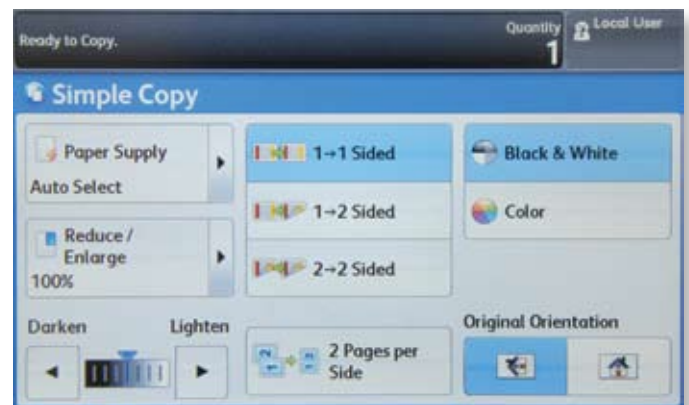 Ready to Copy.
Quantity
1
Local User
Simple Copy
Paper Supply
Auto Select
Reduce /
Enlarge
100%
1→1 Sided
1→2 Sided
2→2 Sided
Black & White
Color
Darken
Lighten
2 Pages per
Side
Original Orientation